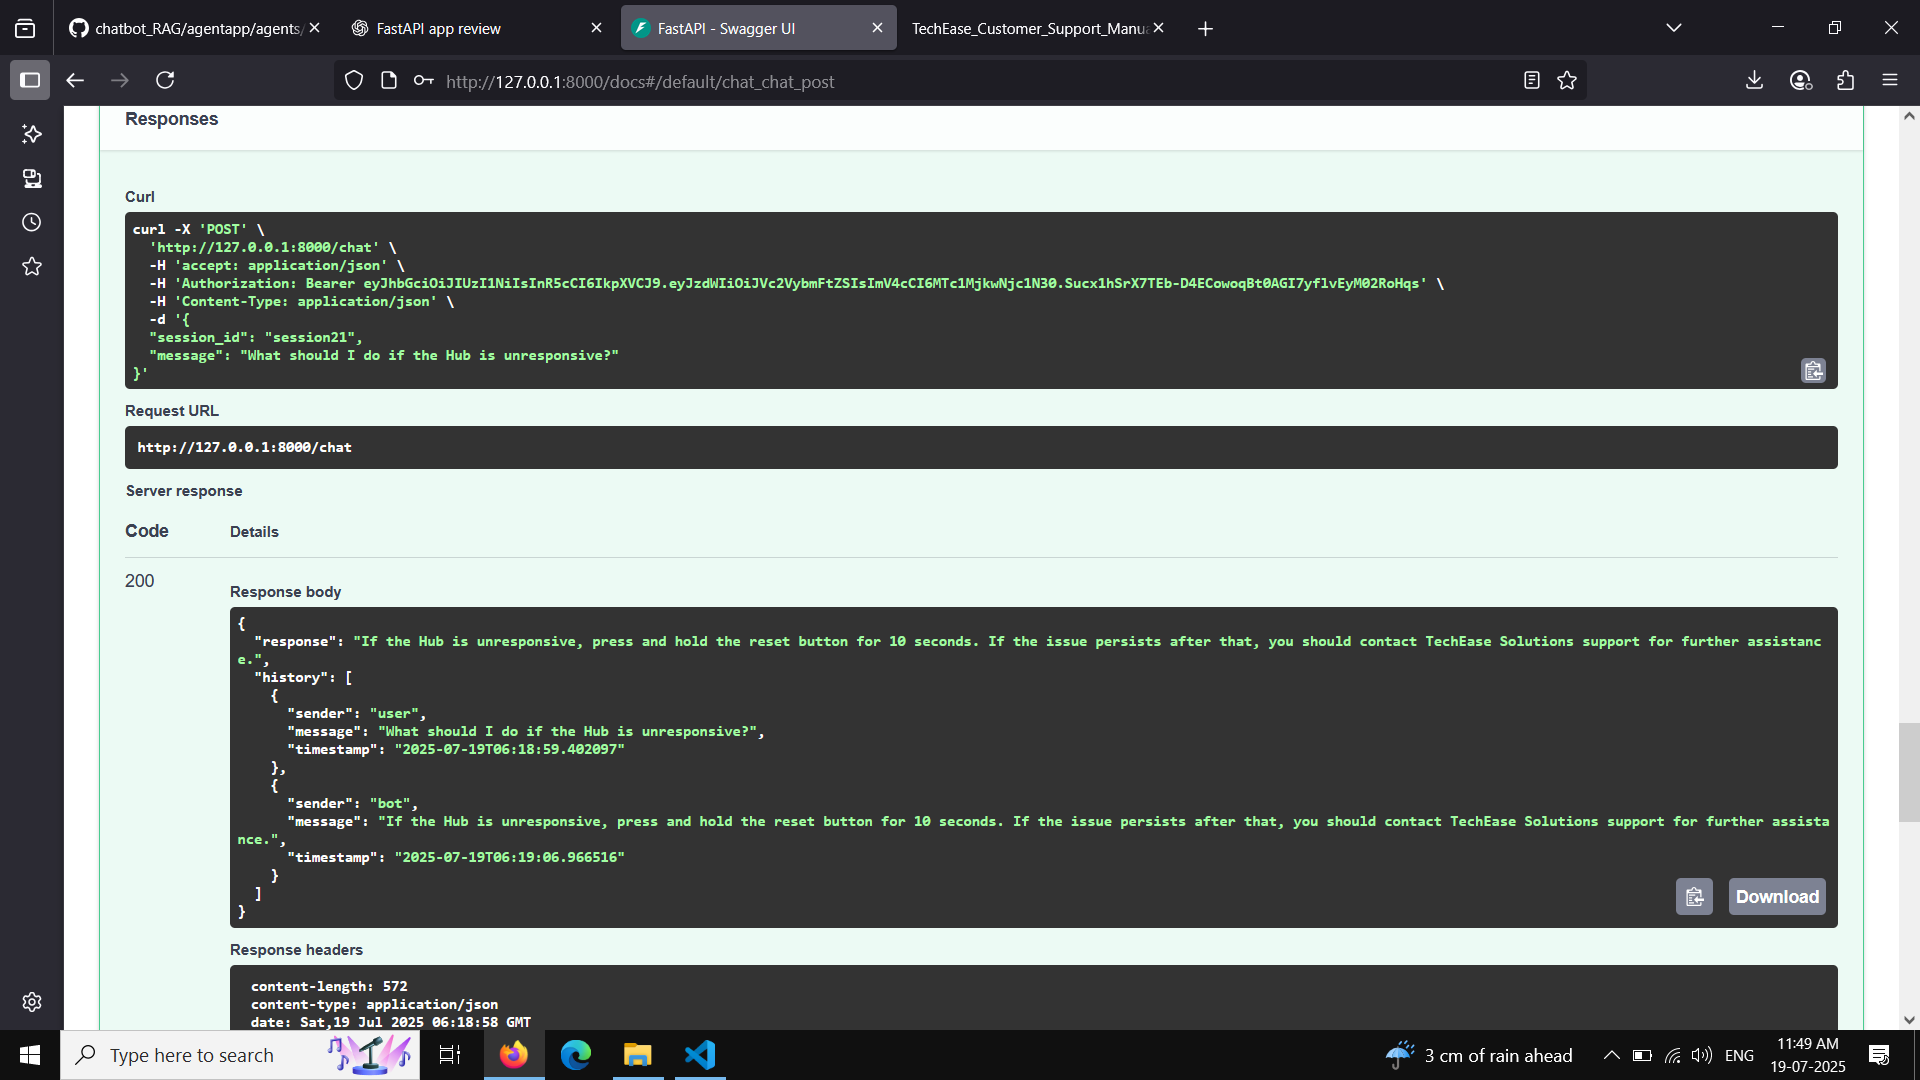 chatbot_RAG/agentapp/agents/
FastAPI app review
FastAPI - Swagger UI
TechEase_Customer_Support_Manu
http://127.0.0.1:8000/docs#/default/chat_chat_post
Responses
Curl
curl -X 'POST' \
'http://127.0.0.1:8000/chat' \
-H 'accept: application/json' \
-H 'Authorization: Bearer eyJhbGciOiJIUzI1NiIsInR5cCI6IkpXVCJ9.eyJzdWIiOiJVc2VybmFtZSIsImV4cCI6MTc1MjkwNjc1N30.Sucx1hSrX7TEb-D4ECowoqBt0AGI7yflvEyM02RoHqs' \
-H 'Content-Type: application/json' \
-d '{
"session_id": "session21",
"message": "What should I do if the Hub is unresponsive?"
}'
Request URL
http://127.0.0.1:8000/chat
Server response
Code Details
200
Response body
{
"response": "If the Hub is unresponsive, press and hold the reset button for 10 seconds. If the issue persists after that, you should contact TechEase Solutions support for further assistanc
e.",
"history": [
{
"sender": "user",
"message": "What should I do if the Hub is unresponsive?",
"timestamp": "2025-07-19T06:18:59.402097"
},
{
"sender": "bot",
"message": "If the Hub is unresponsive, press and hold the reset button for 10 seconds. If the issue persists after that, you should contact TechEase Solutions support for further assista
nce.",
"timestamp": "2025-07-19T06:19:06.966516"
}
]
}
Download
Response headers
content-length: 572
content-type: application/json
date: Sat,19 Jul 2025 06:18:58 GMT
Type here to search
3 cm of rain ahead
ENG
11:49 AM
19-07-2025